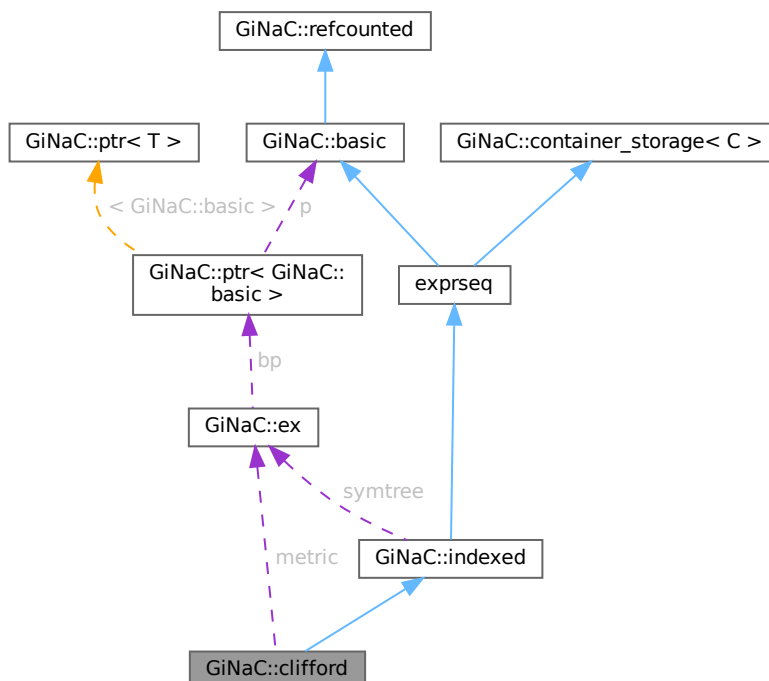 GiNaC::refcounted
GiNaC::ptr< T >
GiNaC::basic
GiNaC::container_storage< C >
< GiNaC::basic >
p
GiNaC::ptr< GiNaC::
basic >
exprseq
bp
GiNaC::ex
symtree
metric
GiNaC::indexed
GiNaC::clifford